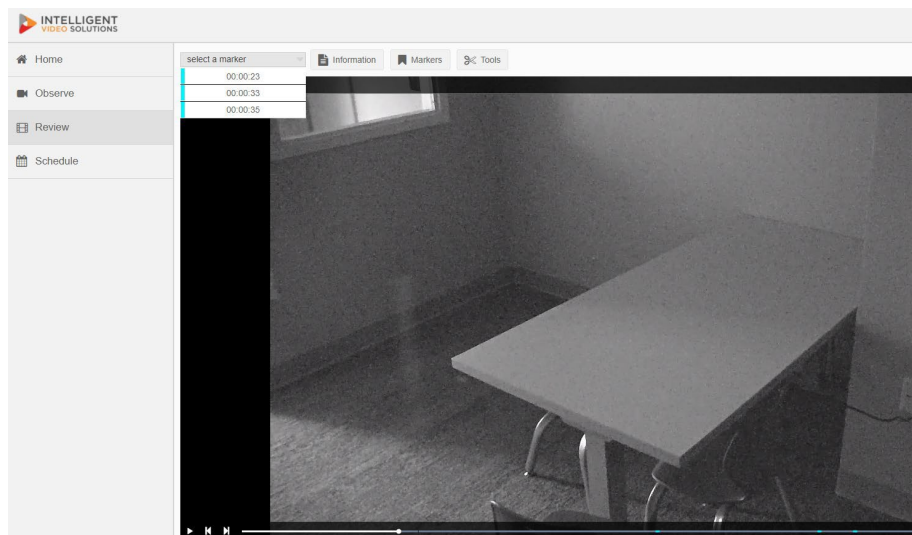 INTELLIGENT
VIDEO SOLUTIONS
Home
Observe
Review
Schedule
select a marker
Information
Markers
Tools
00:00:23
00:00:33
00:00:35